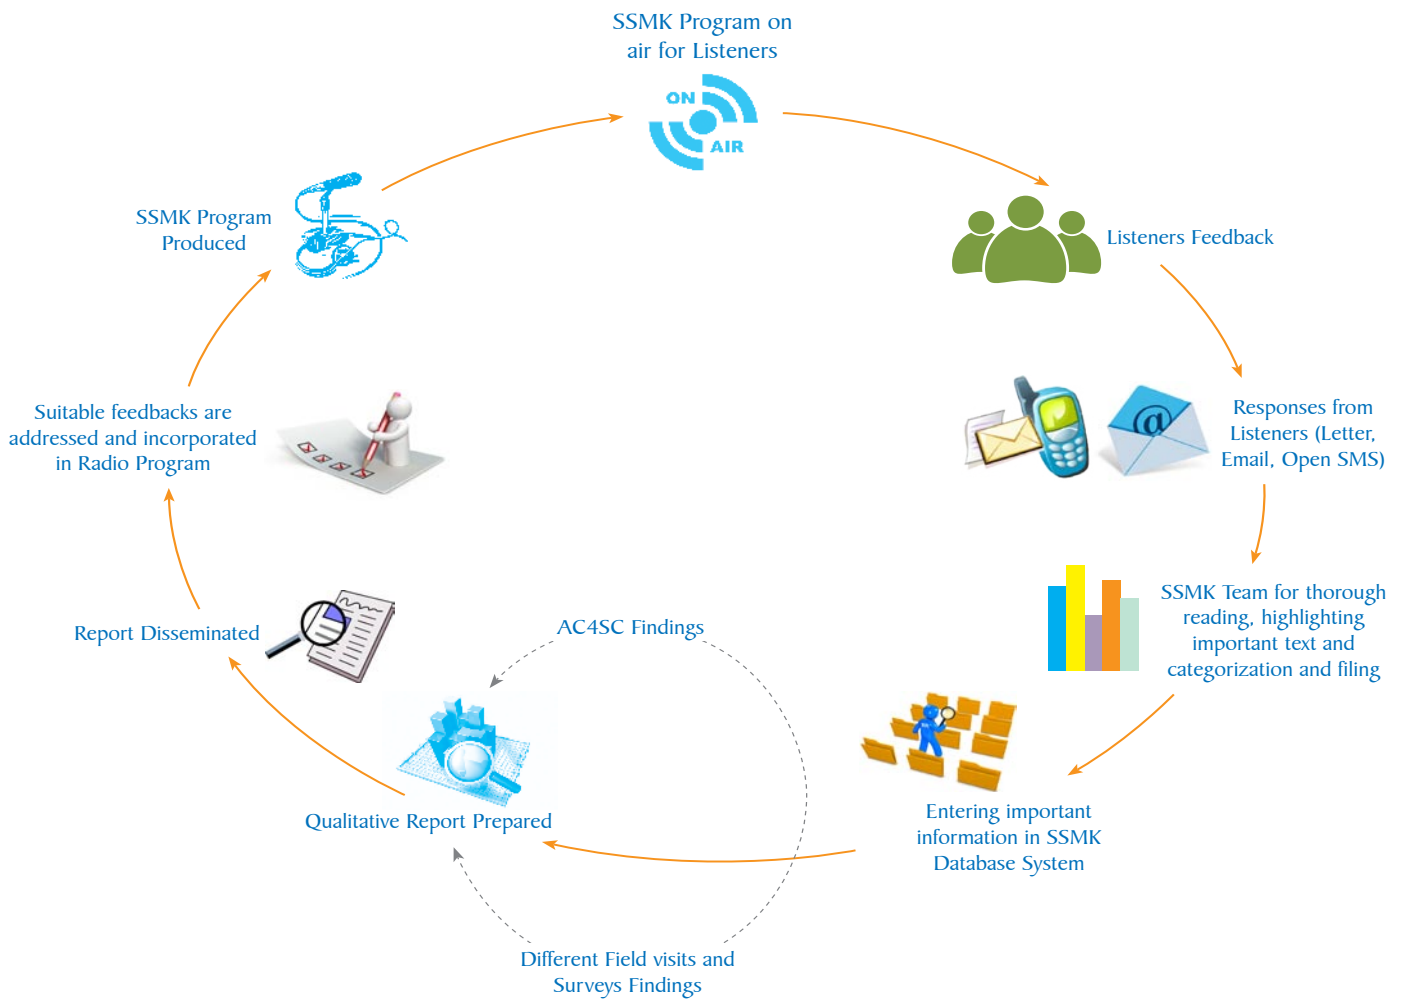 SSMK Program on
air for Listeners
ON
AIR
SSMK Program
Produced
Listeners Feedback
Suitable feedbacks are
addressed and incorporated
in Radio Program
@
Responses from
Listeners (Letter,
Email, Open SMS)
SSMK Team for thorough
reading, highlighting
important text and
categorization and filing
Report Disseminated
AC4SC Findings
Entering important
information in SSMK
Database System
Qualitative Report Prepared
Different Field visits and
Surveys Findings